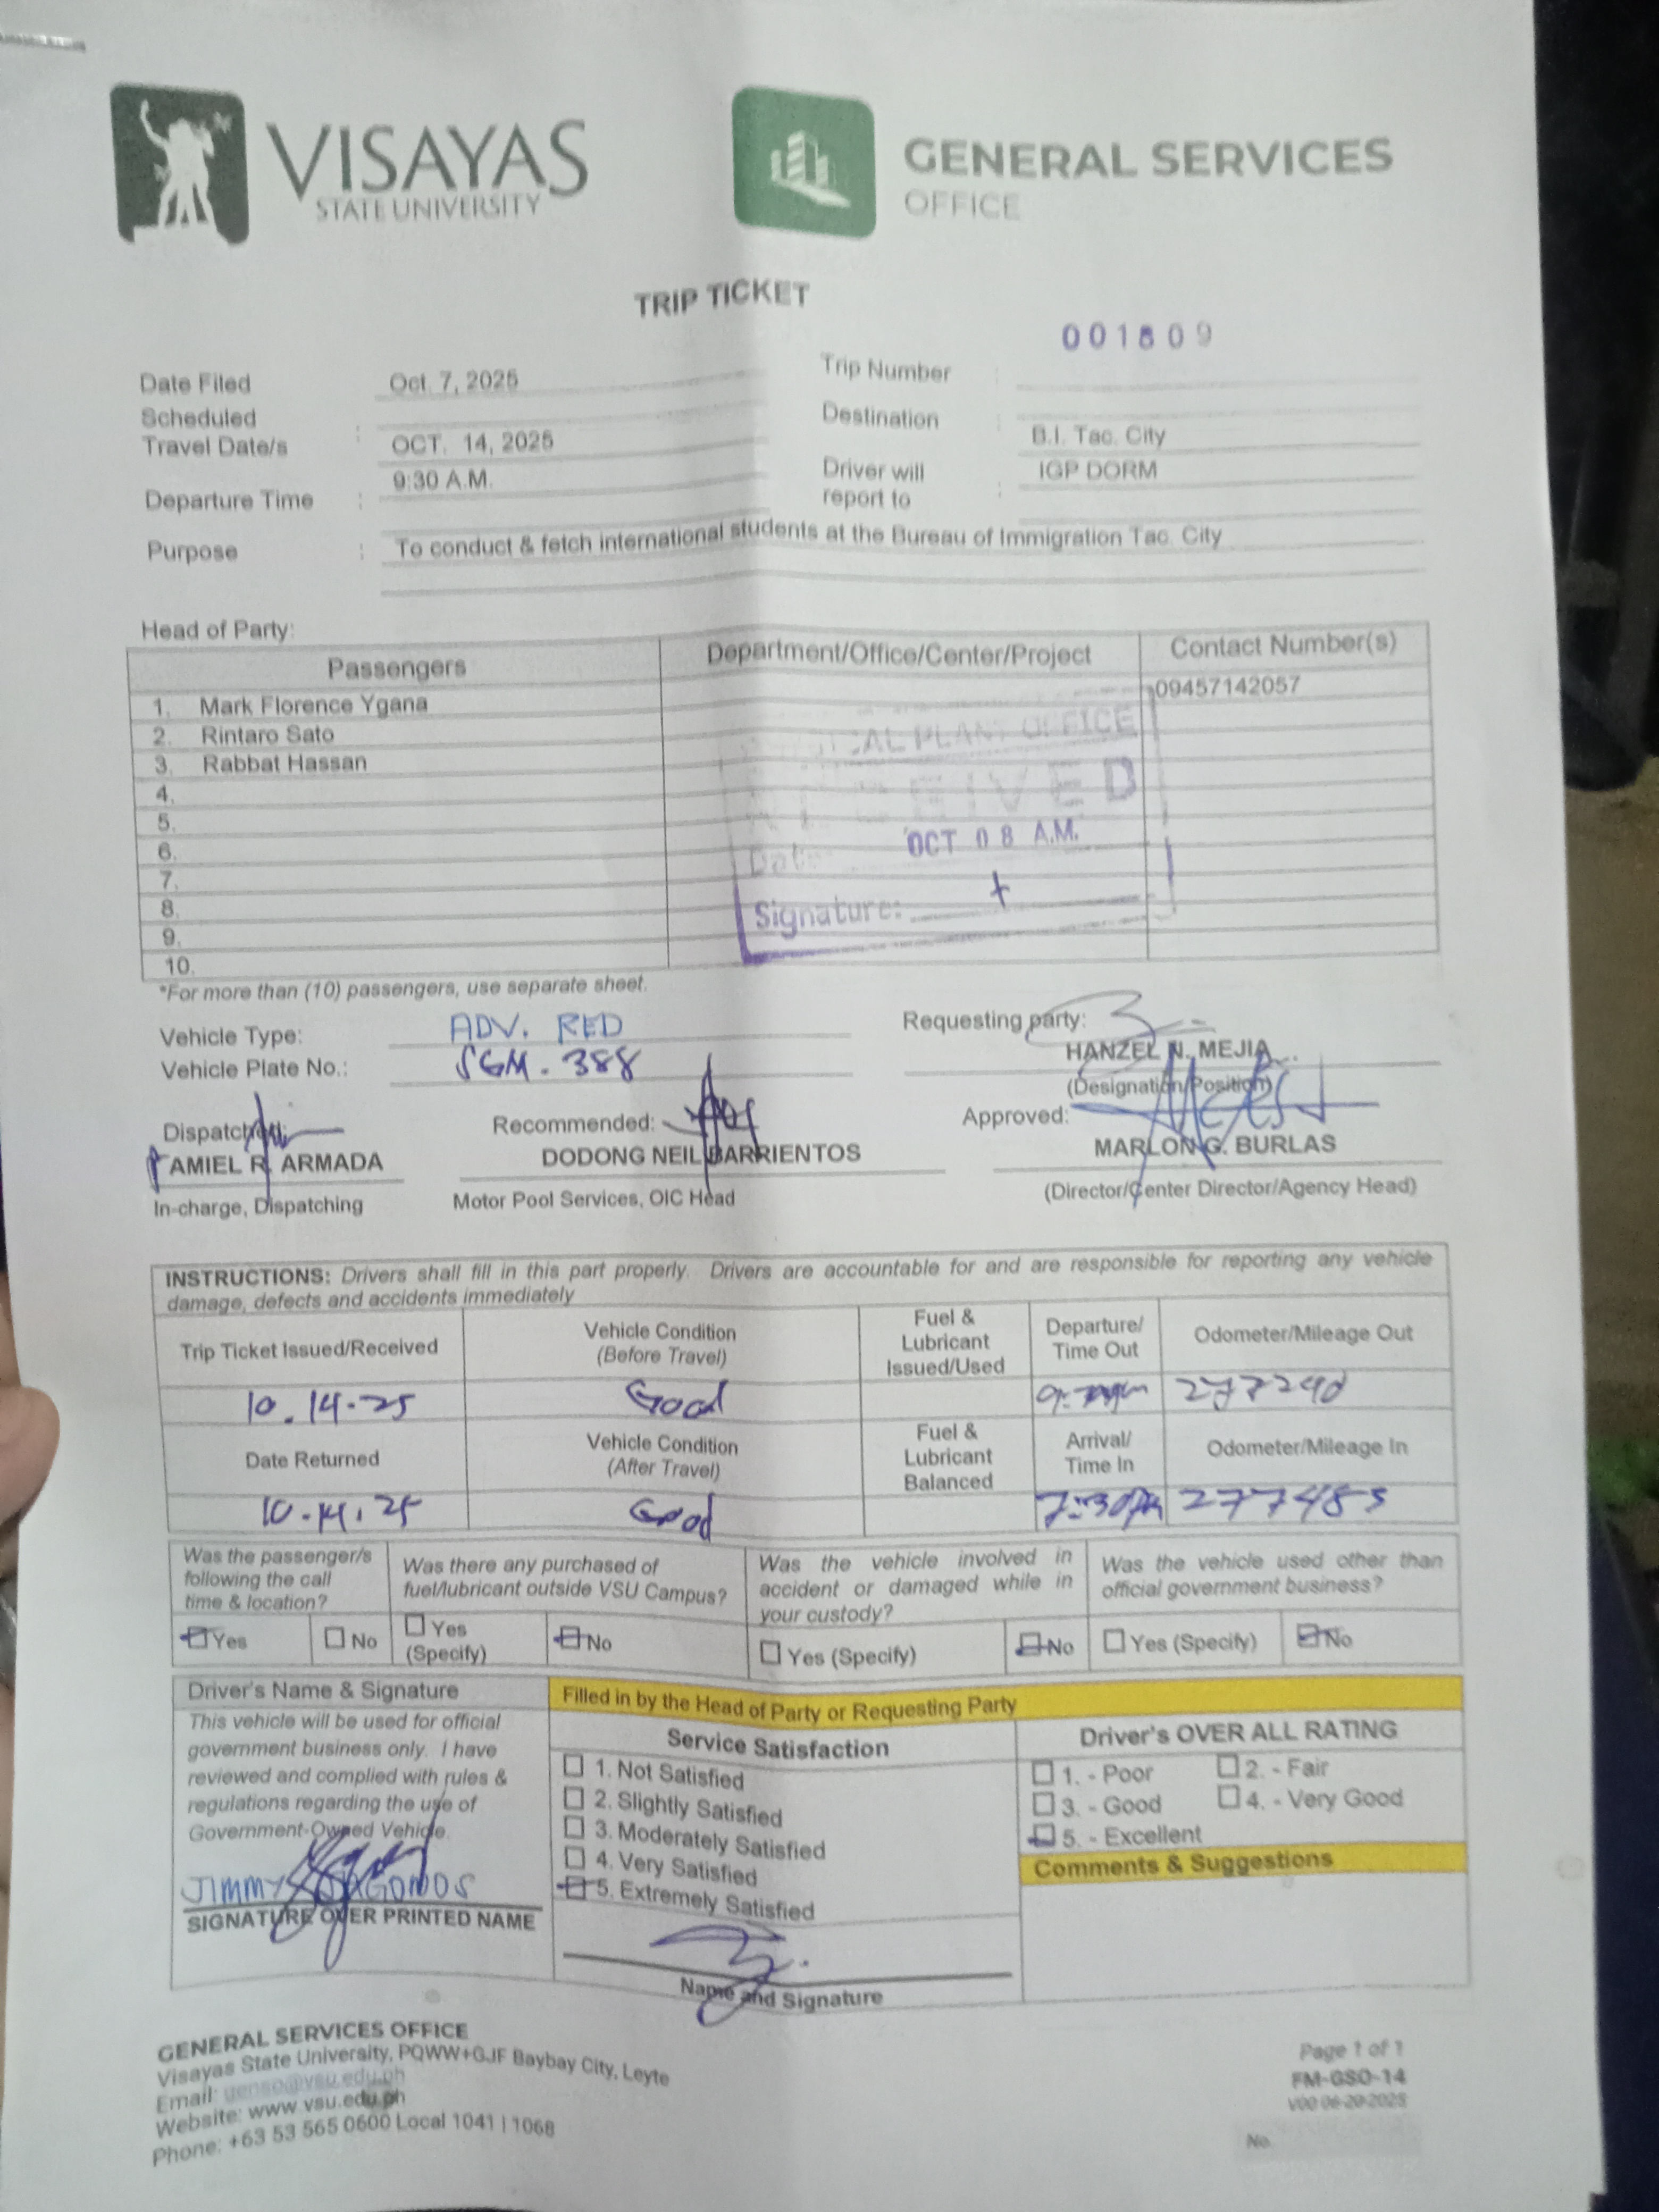 VISAYAS
STATE UNIVERSITY
GENERAL SERVICES
OFFICE
TRIP TICKET
001809
Date Filed Oct. 7, 2025
Trip Number :
Scheduled
Travel Date/s : OCT. 14, 2025
Destination : B.I. Tac. City
Departure Time : 9:30 A.M.
Driver will
report to : IGP DORM
Purpose : To conduct & fetch international students at the Bureau of Immigration Tac. City
Head of Party:
Passengers Department/Office/Center/Project Contact Number(s)
1. Mark Florence Ygana 09457142057
2. Rintaro Sato
3. Rabbat Hassan
4.
5.
6.
7.
8.
9.
10.
PLANT OFFICE
RECEIVED
Date OCT 08 A.M.
Signature:
*For more than (10) passengers, use separate sheet.
Vehicle Type: ADV. RED
Vehicle Plate No.: SGM. 388
Requesting party:
HANZEL N. MEJIA
(Designation/Position)
Dispatched:
AMIEL R. ARMADA
In-charge, Dispatching
Recommended:
DODONG NEIL BARRIENTOS
Motor Pool Services, OIC Head
Approved:
MARLON G. BURLAS
(Director/Center Director/Agency Head)
INSTRUCTIONS: Drivers shall fill in this part properly. Drivers are accountable for and are responsible for reporting any vehicle
damage, defects and accidents immediately
Trip Ticket Issued/Received
Vehicle Condition
(Before Travel)
Fuel &
Lubricant
Issued/Used
Departure/
Time Out
Odometer/Mileage Out
10.14-25 Good
Date Returned
Vehicle Condition
(After Travel)
Fuel &
Lubricant
Balanced
Arrival/
Time In
Odometer/Mileage In
10.14.25 Good 7:30PM 277485
Was the passenger/s
following the call
time & location?
Was there any purchased of
fuel/lubricant outside VSU Campus?
Was the vehicle involved in
accident or damaged while in
your custody?
Was the vehicle used other than
official government business?
Yes
No
Yes
(Specify)
No
Yes (Specify)
No
Yes (Specify)
No
Driver's Name & Signature
This vehicle will be used for official
government business only. I have
reviewed and complied with rules &
regulations regarding the use of
Government-Owned Vehicle.
JIMMY
SIGNATURE OVER PRINTED NAME
Filled in by the Head of Party or Requesting Party
Service Satisfaction
1. Not Satisfied
2. Slightly Satisfied
3. Moderately Satisfied
4. Very Satisfied
5. Extremely Satisfied
Name and Signature
Driver's OVER ALL RATING
1. - Poor
2. - Fair
3. - Good
4. - Very Good
5. - Excellent
Comments & Suggestions
GENERAL SERVICES OFFICE
Visayas State University, PQWW+GJF Baybay City, Leyte
Email: genso@vsu.edu.ph
Website: www.vsu.edu.ph
Phone: +63 53 565 0600 Local 1041 | 1068
Page 1 of 1
FM-GSO-14
V00 06-20-2025
No.